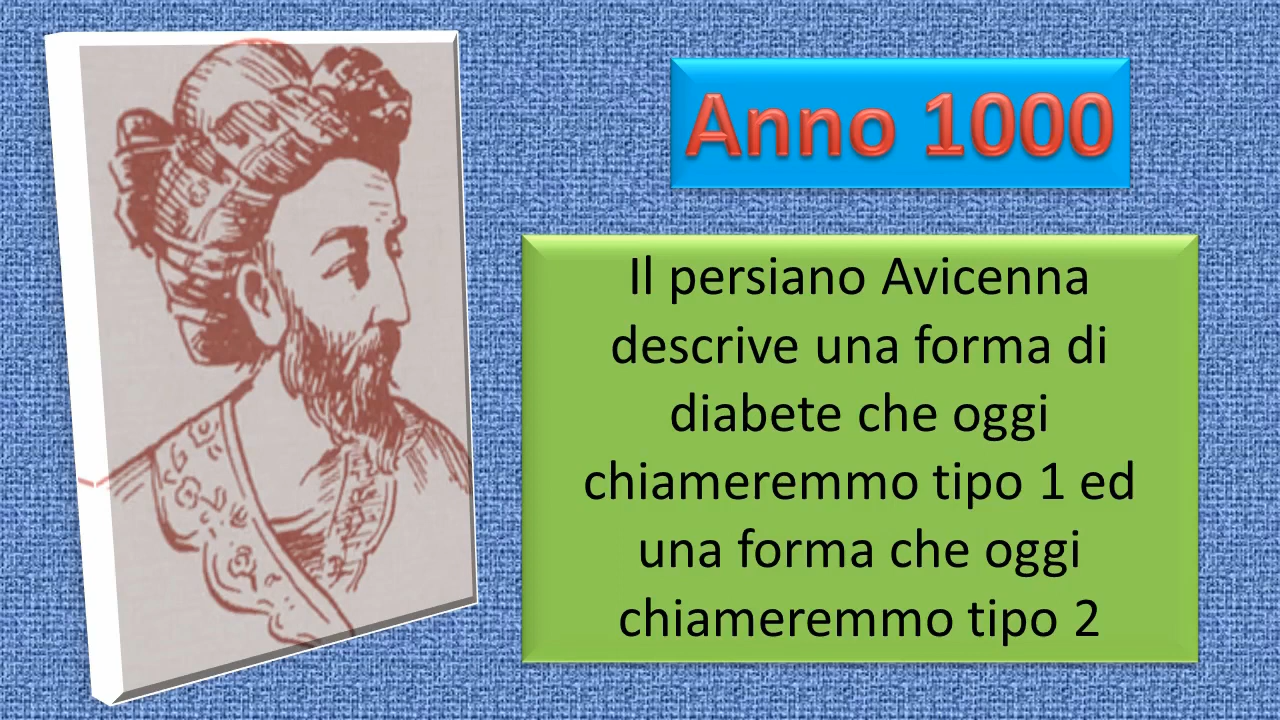 Anno 1000
Il persiano Avicenna
descrive una forma di
diabete che oggi
chiameremmo tipo 1 ed
una forma che oggi
chiameremmo tipo 2